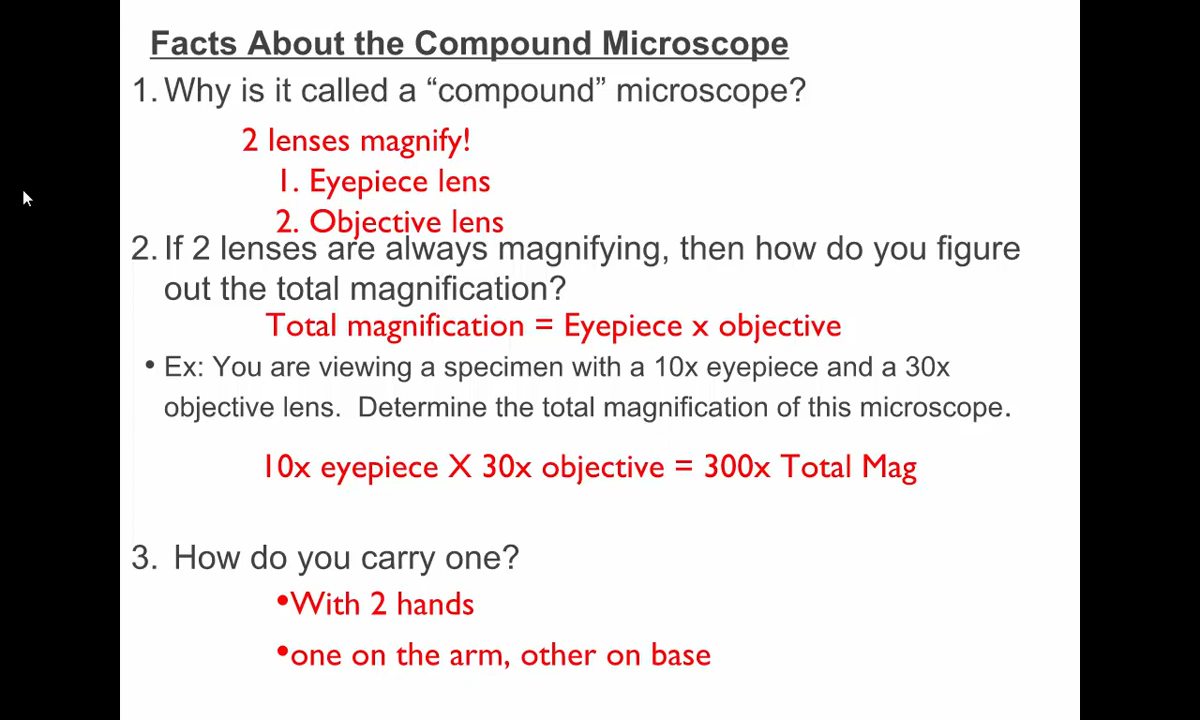 Facts About the Compound Microscope
1. Why is it called a “compound” microscope?
2 lenses magnify!
1. Eyepiece lens
2. Objective lens
2. If 2 lenses are always magnifying, then how do you figure
out the total magnification?
Total magnification = Eyepiece x objective
• Ex: You are viewing a specimen with a 10x eyepiece and a 30x
objective lens.  Determine the total magnification of this microscope.
10x eyepiece X 30x objective = 300x Total Mag
3. How do you carry one?
•With 2 hands
•one on the arm, other on base